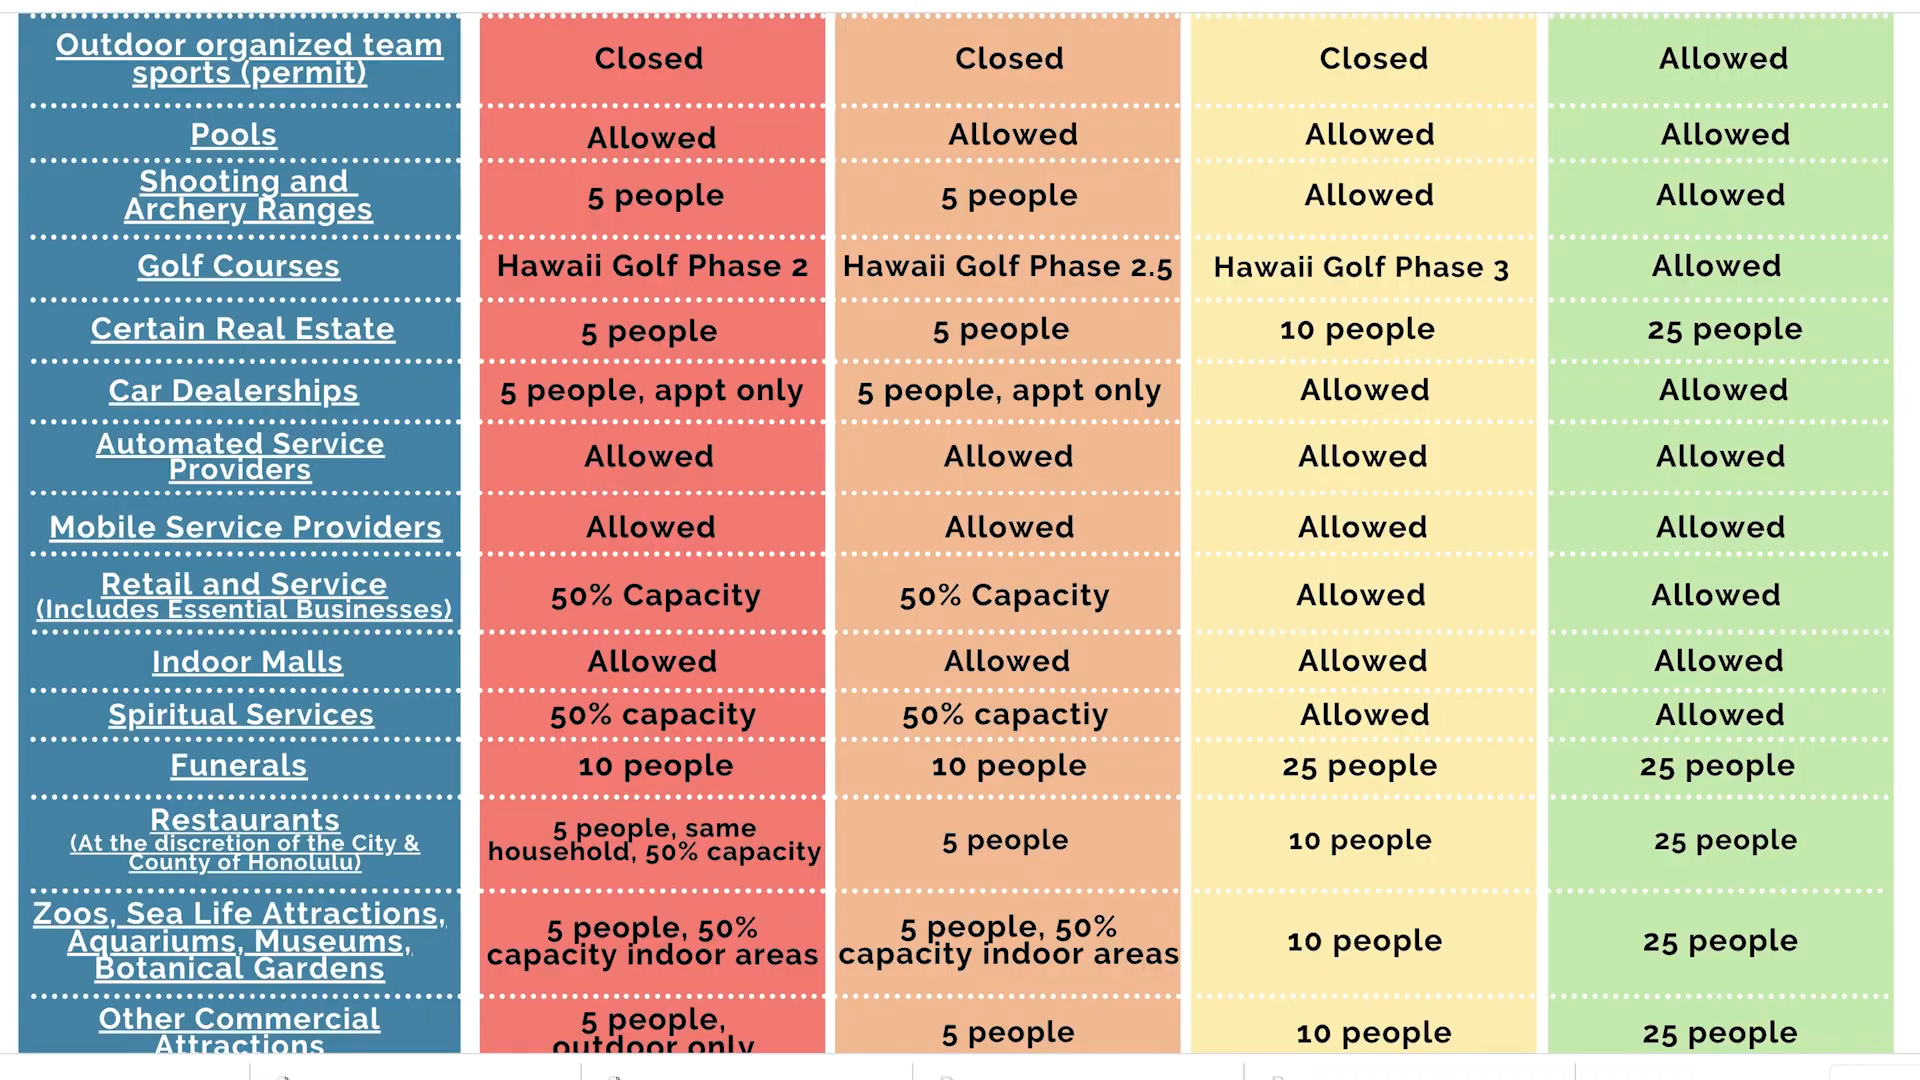 Outdoor organized team
sports (permit)
Closed
Closed
Closed
Allowed
Pools
Allowed
Allowed
Allowed
Allowed
Shooting and
Archery Ranges
5 people
5 people
Allowed
Allowed
Golf Courses
Hawaii Golf Phase 2
Hawaii Golf Phase 2.5
Hawaii Golf Phase 3
Allowed
Certain Real Estate
5 people
5 people
10 people
25 people
Car Dealerships
5 people, appt only
5 people, appt only
Allowed
Allowed
Automated Service
Providers
Allowed
Allowed
Allowed
Allowed
Mobile Service Providers
Allowed
Allowed
Allowed
Allowed
Retail and Service
(Includes Essential Businesses)
50% Capacity
50% Capacity
Allowed
Allowed
Indoor Malls
Allowed
Allowed
Allowed
Allowed
Spiritual Services
50% capacity
50% capactiy
Allowed
Allowed
Funerals
10 people
10 people
25 people
25 people
Restaurants
(At the discretion of the City &
County of Honolulu)
5 people, same
household, 50% capacity
5 people
10 people
25 people
Zoos, Sea Life Attractions,
Aquariums, Museums,
Botanical Gardens
5 people, 50%
capacity indoor areas
5 people, 50%
capacity indoor areas
10 people
25 people
Other Commercial
Attractions
5 people,
outdoor only
5 people
10 people
25 people